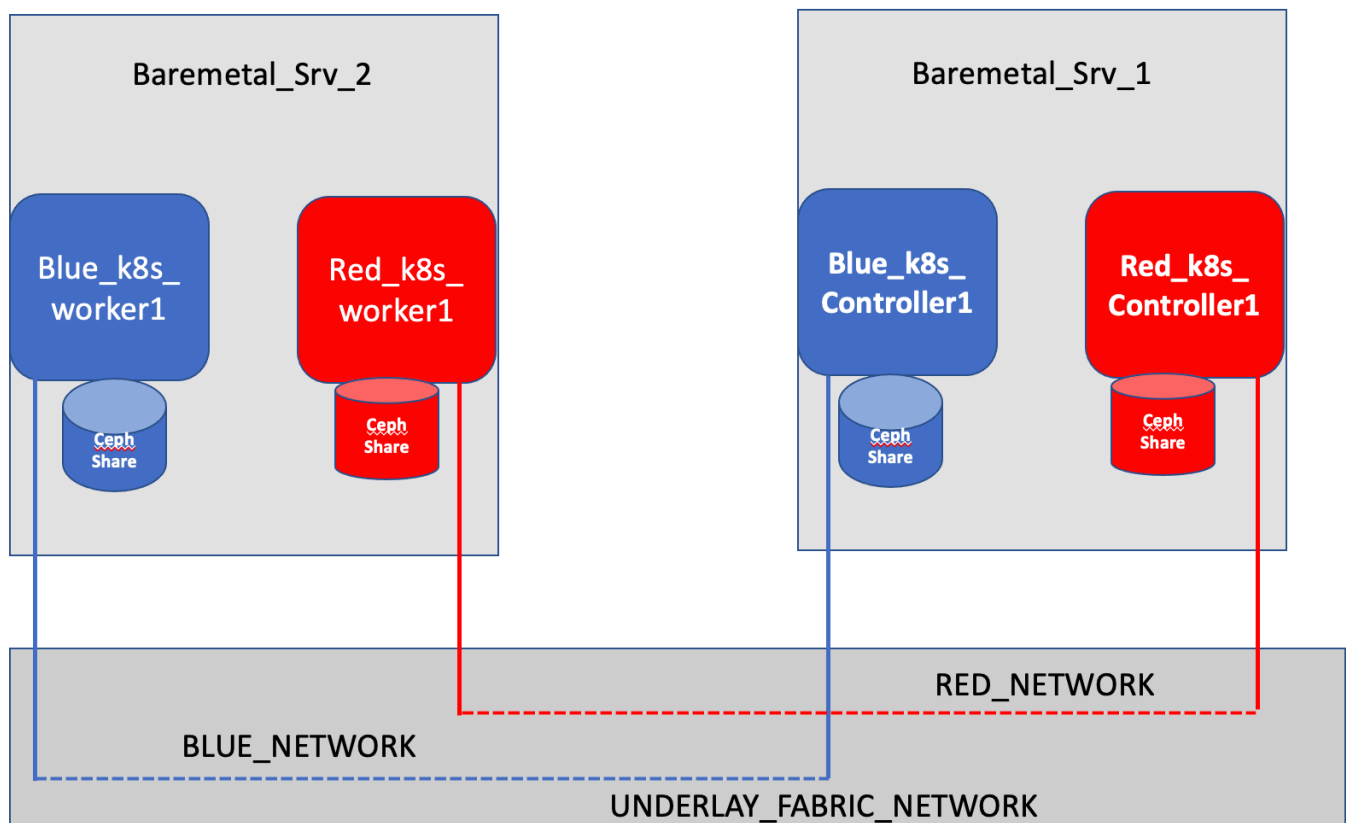 Baremetal_Srv_2
Baremetal_Srv_1
Blue_k8s_
worker1
Red_k8s_
worker1
Blue_k8s_
Controller1
Red_k8s_
Controller1
Ceph
Share
Ceph
Share
Ceph
Share
Ceph
Share
RED_NETWORK
BLUE_NETWORK
UNDERLAY_FABRIC_NETWORK